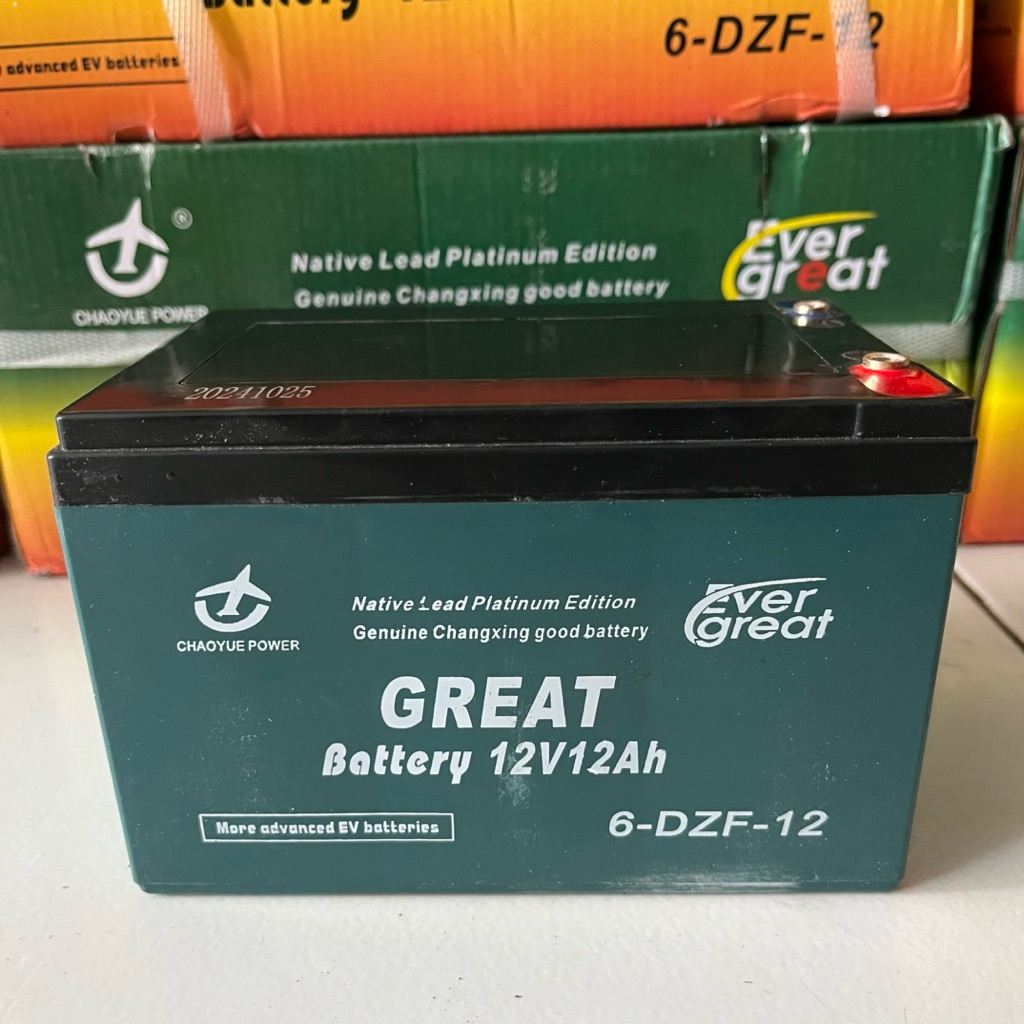 Battery 12V
6-DZF-12
advanced EV batteries
®
CHAOYUE POWER
Native Lead Platinum Edition
Genuine Changxing good battery
Ever
great
20241025
CHAOYUE POWER
Native Lead Platinum Edition
Genuine Changxing good battery
Ever
great
GREAT
Battery 12V12Ah
More advanced EV batteries
6-DZF-12